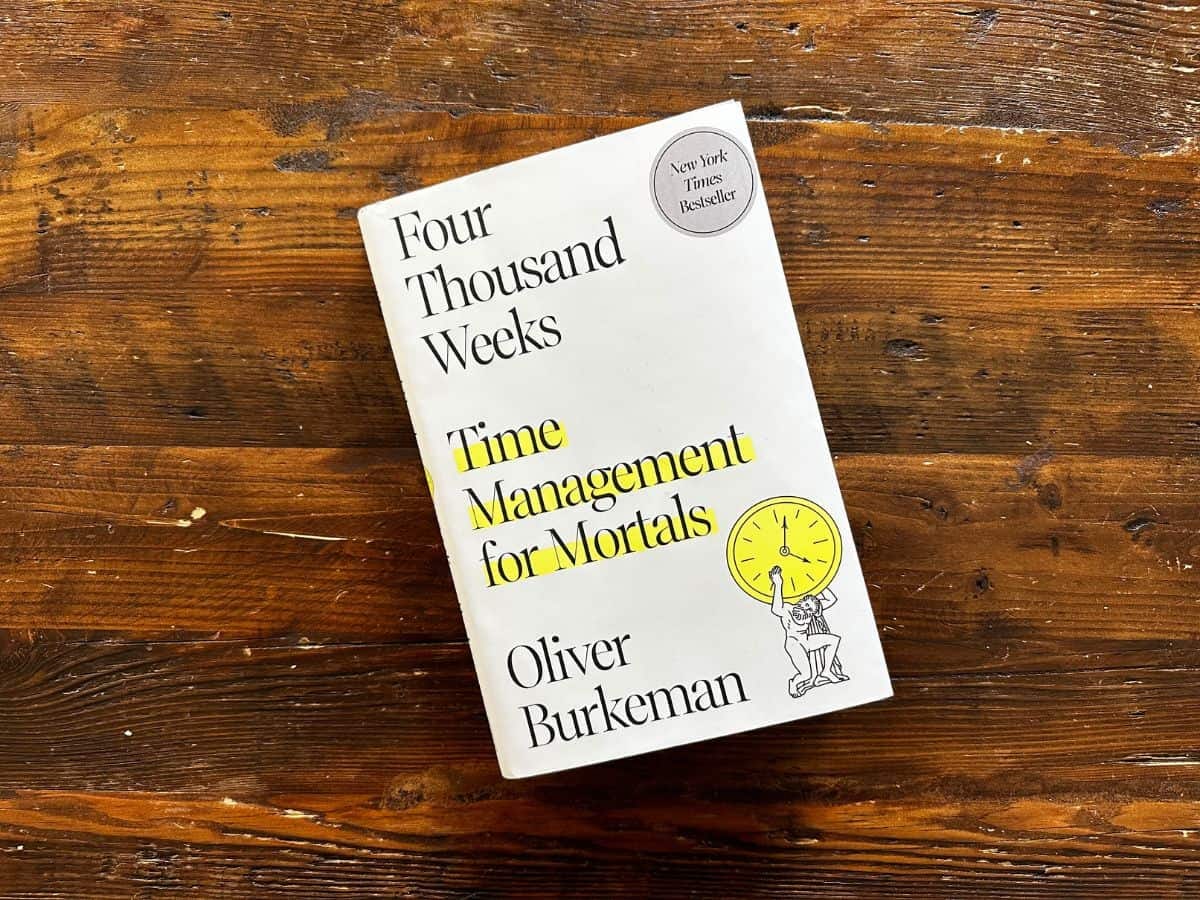 New York
Times
Bestseller
Four
Thousand
Weeks
Time
Management
for Mortals
Oliver
Burkeman